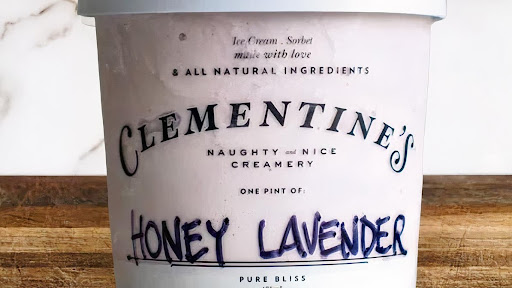 Ice Cream . Sorbet
made with love
& ALL NATURAL INGREDIENTS
CLEMENTINE'S
NAUGHTY and NICE
CREAMERY
ONE PINT OF:
HONEY LAVENDER
PURE BLISS